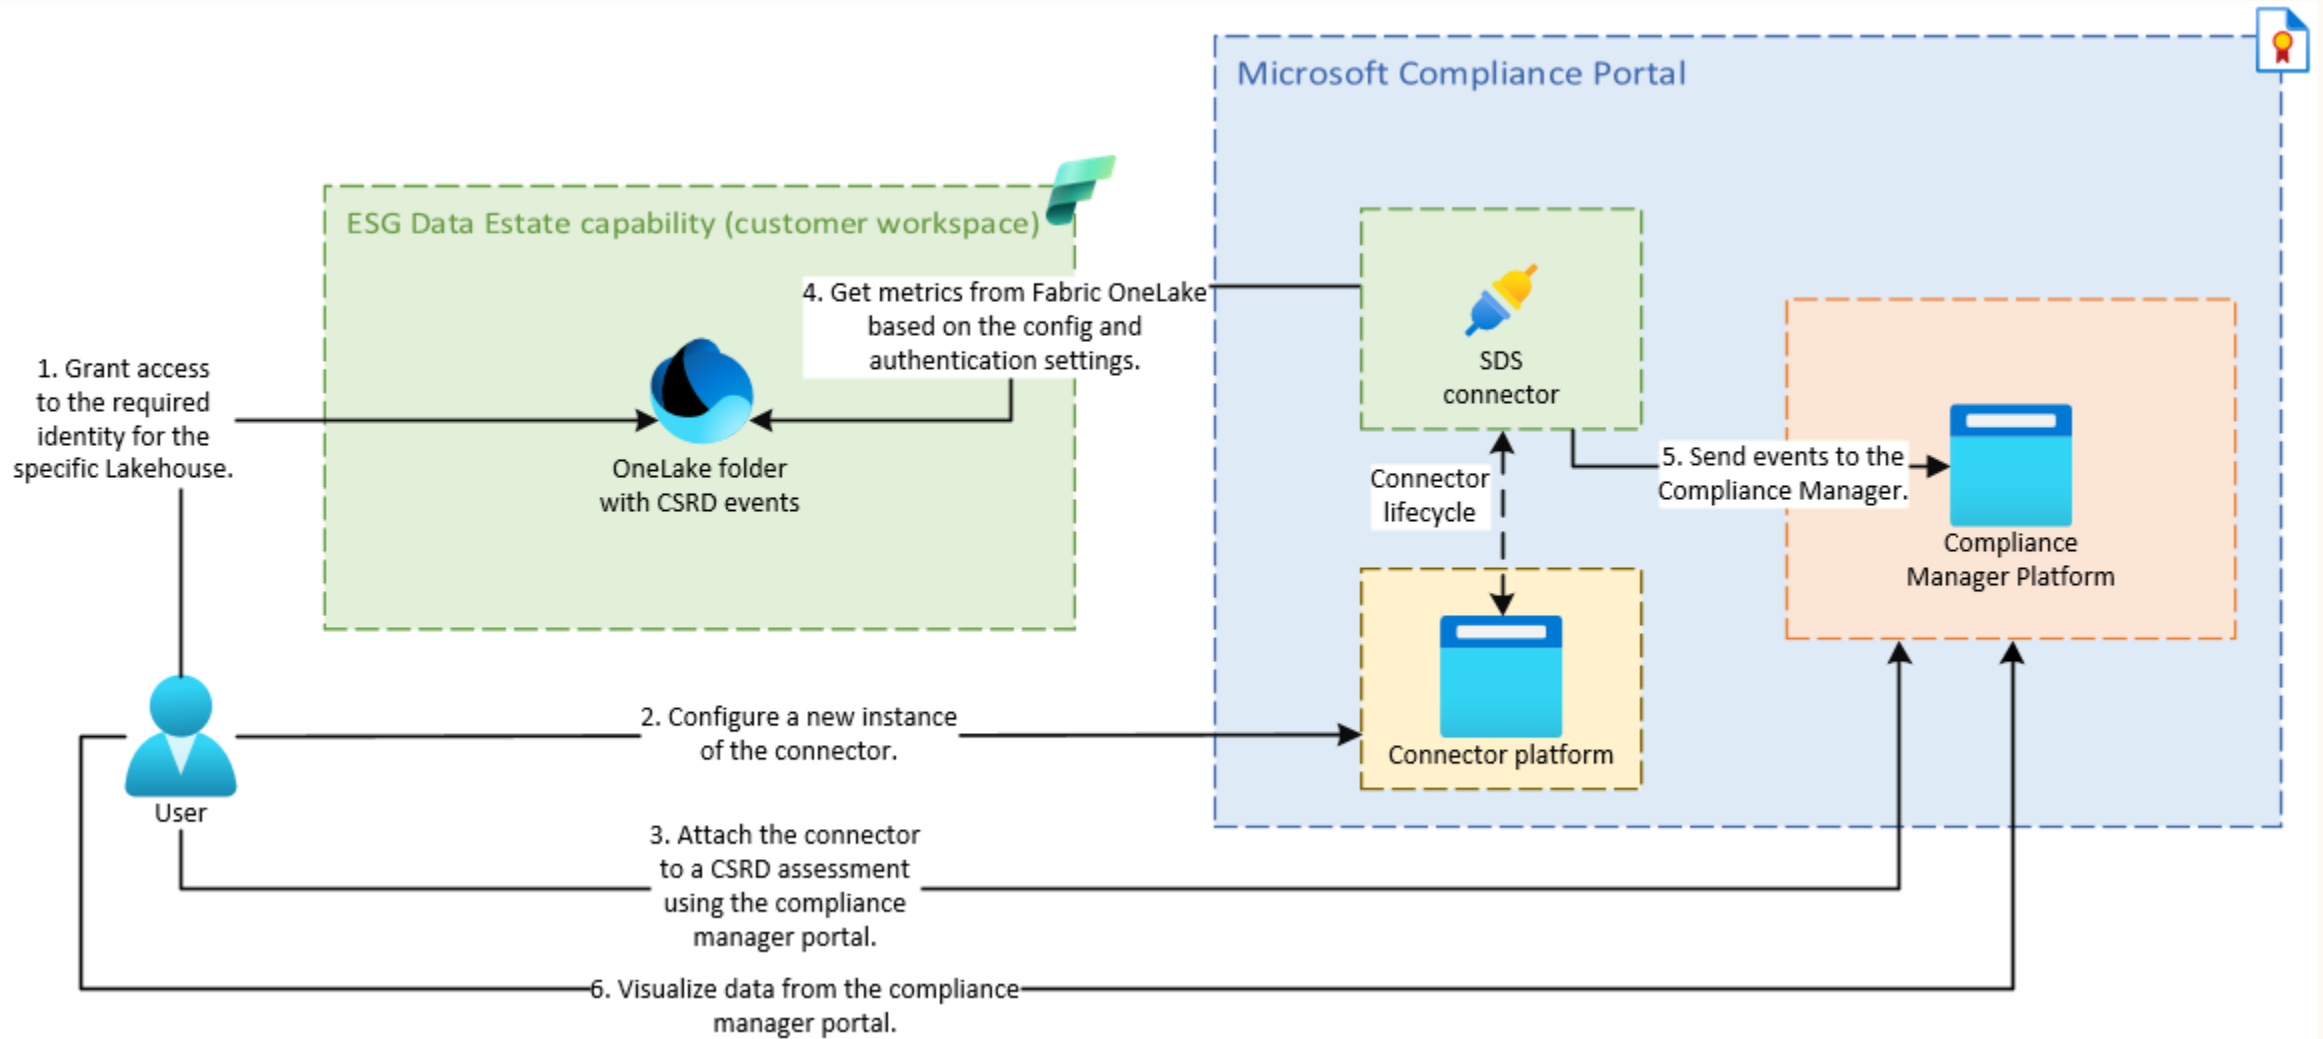 Microsoft Compliance Portal
ESG Data Estate capability (customer workspace)
4. Get metrics from Fabric OneLake
based on the config and
authentication settings.
SDS
connector
1. Grant access
to the required
identity for the
specific Lakehouse.
OneLake folder
with CSRD events
Connector
lifecycle
5. Send events to the
Compliance Manager.
Compliance
Manager Platform
2. Configure a new instance
of the connector.
Connector platform
User
3. Attach the connector
to a CSRD assessment
using the compliance
manager portal.
6. Visualize data from the compliance
manager portal.